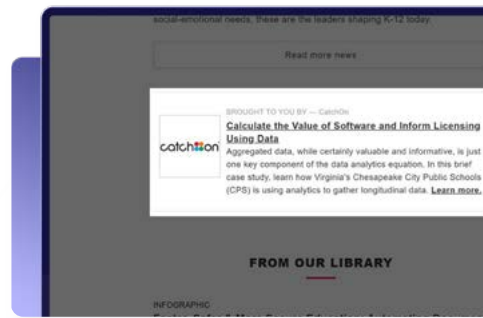 social-emotional needs, these are the leaders shaping K-12 today.
Read more news
BROUGHT TO YOU BY — CatchOn
catchon
Calculate the Value of Software and Inform Licensing
Using Data
Aggregated data, while certainly valuable and informative, is just
one key component of the data analytics equation. In this brief
case study, learn how Virginia's Chesapeake City Public Schools
(CPS) is using analytics to gather longitudinal data. Learn more.
FROM OUR LIBRARY
INFOGRAPHIC